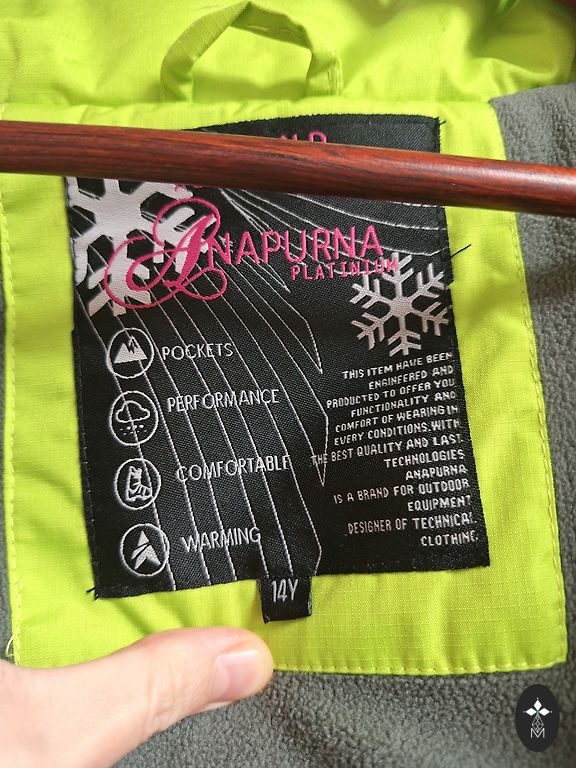 ANAPURNA
PLATINIUM
POCKETS
PERFORMANCE
COMFORTABLE
WARMING
THIS ITEM HAVE BEEN
ENGINEERED AND
PRODUCTED TO OFFER YOU
FUNCTIONALITY AND
COMFORT OF WEARING IN
EVERY CONDITIONS.WITH
THE BEST QUALITY AND LAST
TECHNOLOGIES
ANAPURNA
IS A BRAND FOR OUTDOOR
EQUIPMENT
DESIGNER OF TECHNICAL
CLOTHING
14Y